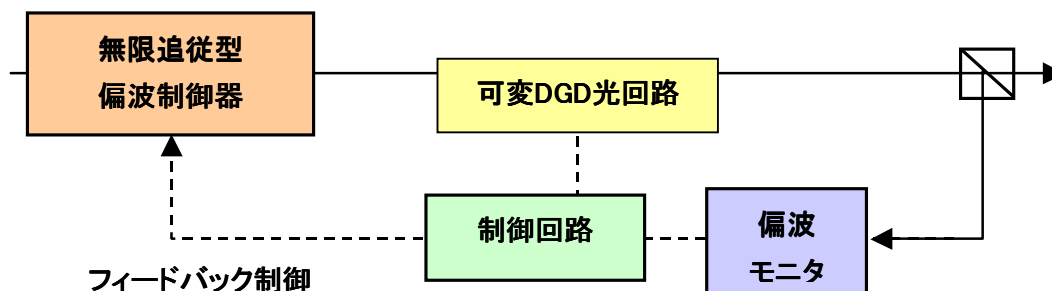 無限追従型
偏波制御器
可変DGD光回路
制御回路
偏波
モニタ
フィードバック制御